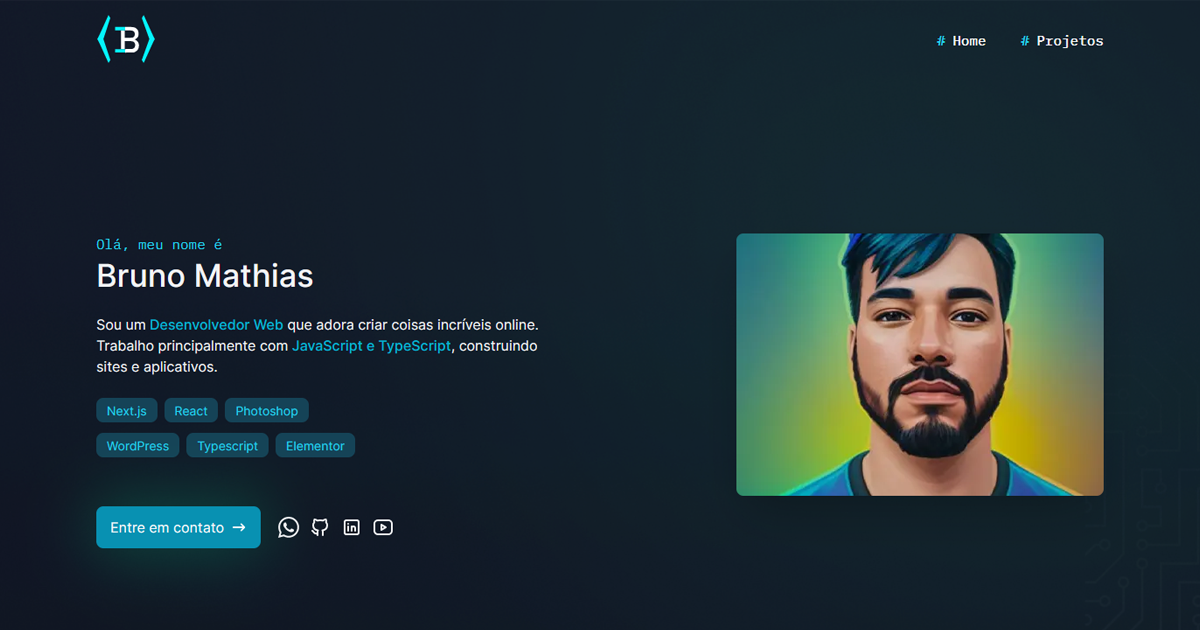 ⟨B⟩
# Home # Projetos
Olá, meu nome é
Bruno Mathias
Sou um Desenvolvedor Web que adora criar coisas incríveis online.
Trabalho principalmente com JavaScript e TypeScript, construindo
sites e aplicativos.
Next.js React Photoshop
WordPress Typescript Elementor
Entre em contato →
in